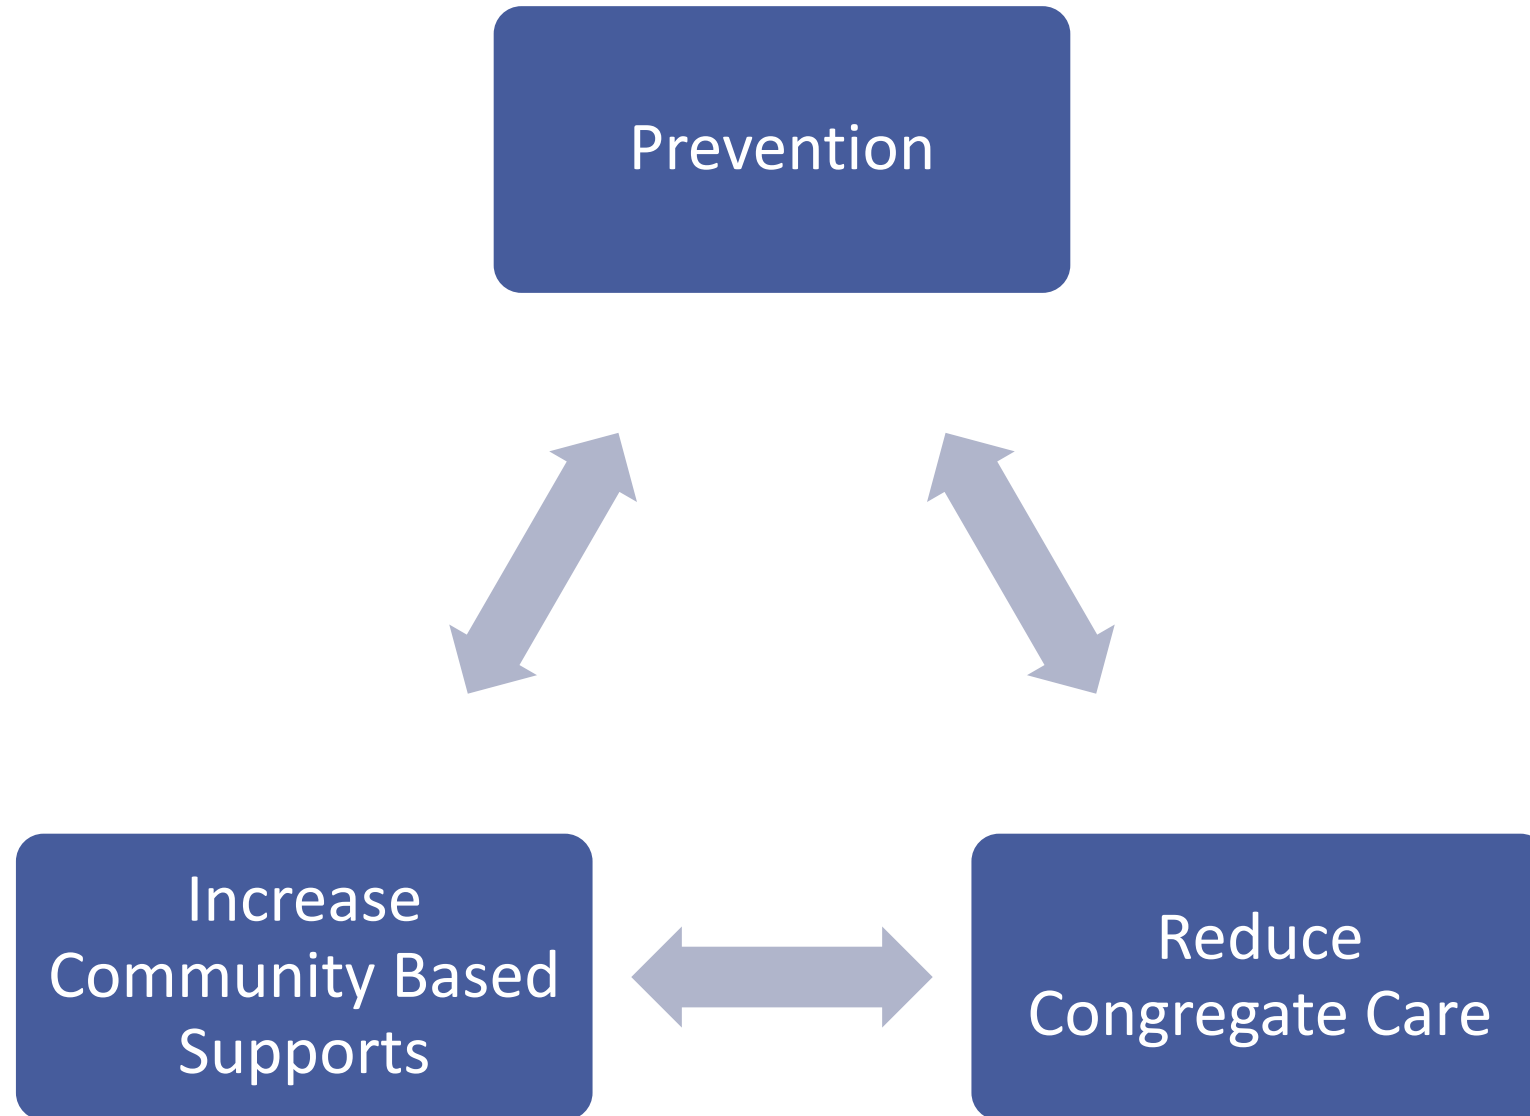 Prevention
Increase
Community Based
Supports
Reduce
Congregate Care